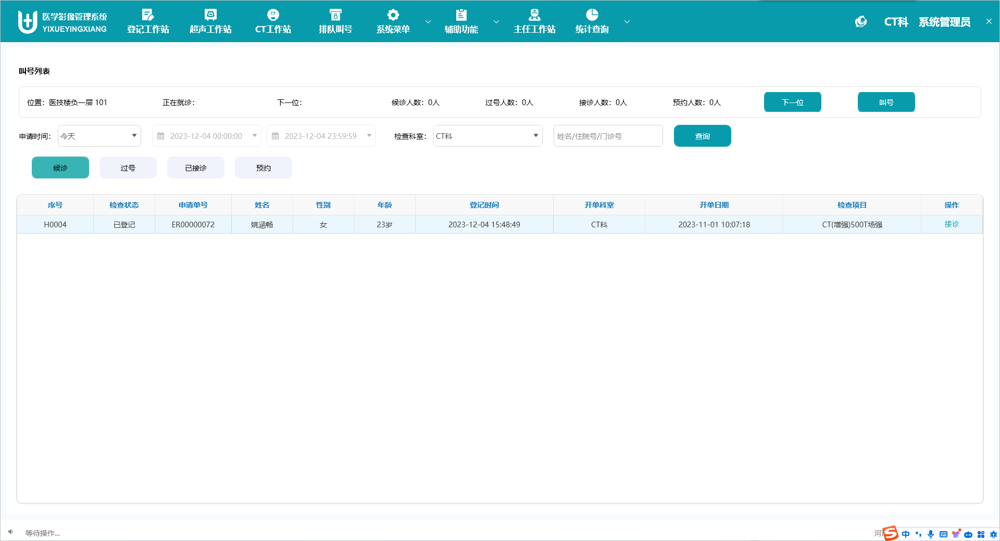 医学影像管理系统
YIXUEYINGXIANG
登记工作站
超声工作站
CT
CT工作站
排队叫号
系统菜单
辅助功能
主任工作站
统计查询
CT科 系统管理员
叫号列表
位置：医技楼负一层 101 正在就诊： 下一位： 候诊人数：0人 过号人数：0人 接诊人数：0人 预约人数：0人 下一位 叫号
申请时间： 今天 2023-12-04 00:00:00 2023-12-04 23:59:59 检查科室： CT科 姓名/住院号/门诊号 查询
候诊 过号 已接诊 预约
序号 检查状态 申请单号 姓名 性别 年龄 登记时间 开单科室 开单日期 检查项目 操作
H0004 已登记 ER00000072 姚涵畅 女 23岁 2023-12-04 15:48:49 CT科 2023-11-01 10:07:18 CT(增强)500T场强 接诊
等待操作...
河 中